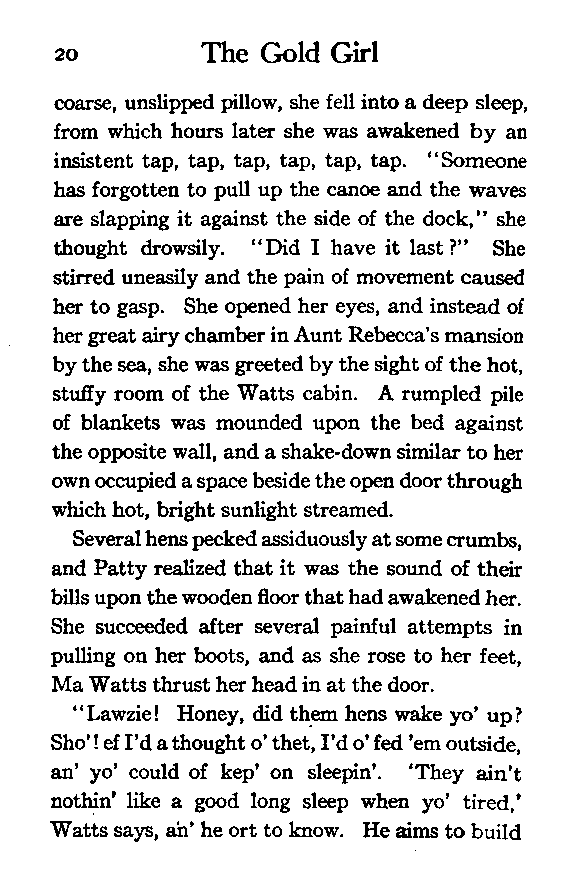 20 The Gold Girl
coarse, unslipped pillow, she fell into a deep sleep,
from which hours later she was awakened by an
insistent tap, tap, tap, tap, tap, tap. "Someone
has forgotten to pull up the canoe and the waves
are slapping it against the side of the dock," she
thought drowsily. "Did I have it last?" She
stirred uneasily and the pain of movement caused
her to gasp. She opened her eyes, and instead of
her great airy chamber in Aunt Rebecca's mansion
by the sea, she was greeted by the sight of the hot,
stuffy room of the Watts cabin. A rumpled pile
of blankets was mounded upon the bed against
the opposite wall, and a shake-down similar to her
own occupied a space beside the open door through
which hot, bright sunlight streamed.
Several hens pecked assiduously at some crumbs,
and Patty realized that it was the sound of their
bills upon the wooden floor that had awakened her.
She succeeded after several painful attempts in
pulling on her boots, and as she rose to her feet,
Ma Watts thrust her head in at the door.
"Lawzie! Honey, did them hens wake yo' up?
Sho'! ef I'd a thought o' thet, I'd o' fed 'em outside,
an' yo' could of kep' on sleepin'. 'They ain't
nothin' like a good long sleep when yo' tired,'
Watts says, an' he ort to know. He aims to build